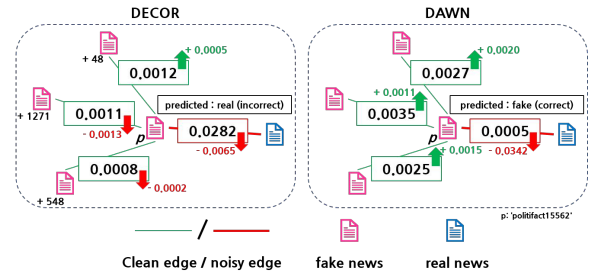 DECOR
DAWN
+ 48
+ 0.0005
0.0012
+ 0.0020
0.0027
+ 1271
0.0011
- 0.0013
predicted : real (incorrect)
p
0.0282
- 0.0065
+ 0.0011
0.0035
predicted : fake (correct)
p
0.0005
- 0.0342
0.0008
- 0.0002
+ 548
+ 0.0015
0.0025
p: 'politifact15562'
/
Clean edge / noisy edge
fake news
real news